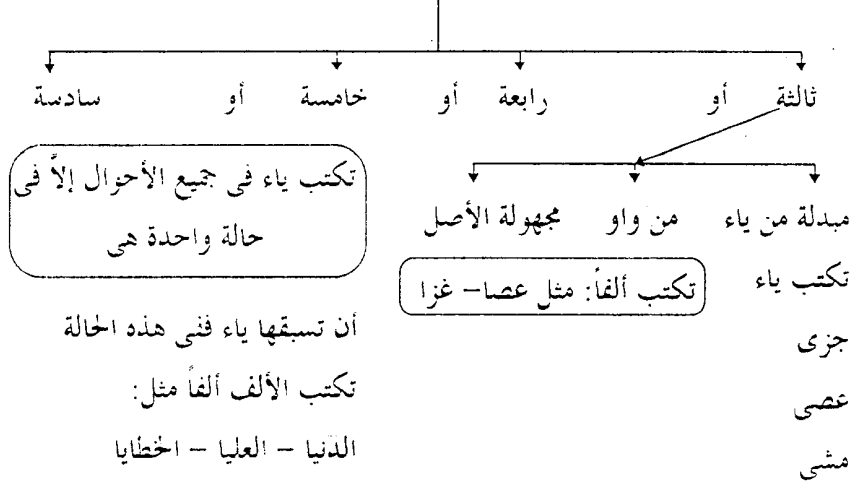 ثالثة أو رابعة أو خامسة أو سادسة
مبدلة من ياء من واو مجهولة الأصل
تكتب ياء
جزى
عصى
مشى
تكتب ألفاً: مثل عصا– غزا
تكتب ياء فى جميع الأحوال إلاَّ فى
حالة واحدة هى
أن تسبقها ياء ففى هذه الحالة
تكتب الألف ألفاً مثل:
الدنيا – العليا – الخطايا